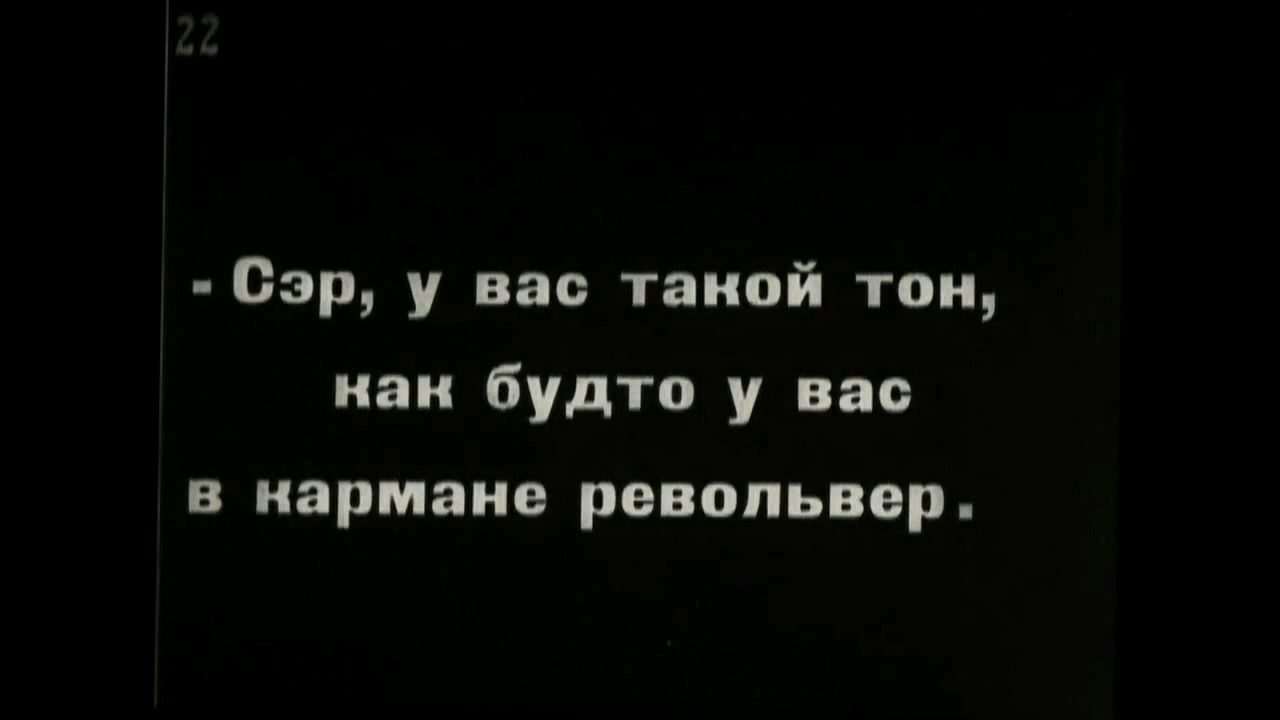 22
- Сэр, у вас такой тон,
как будто у вас
в кармане револьвер.